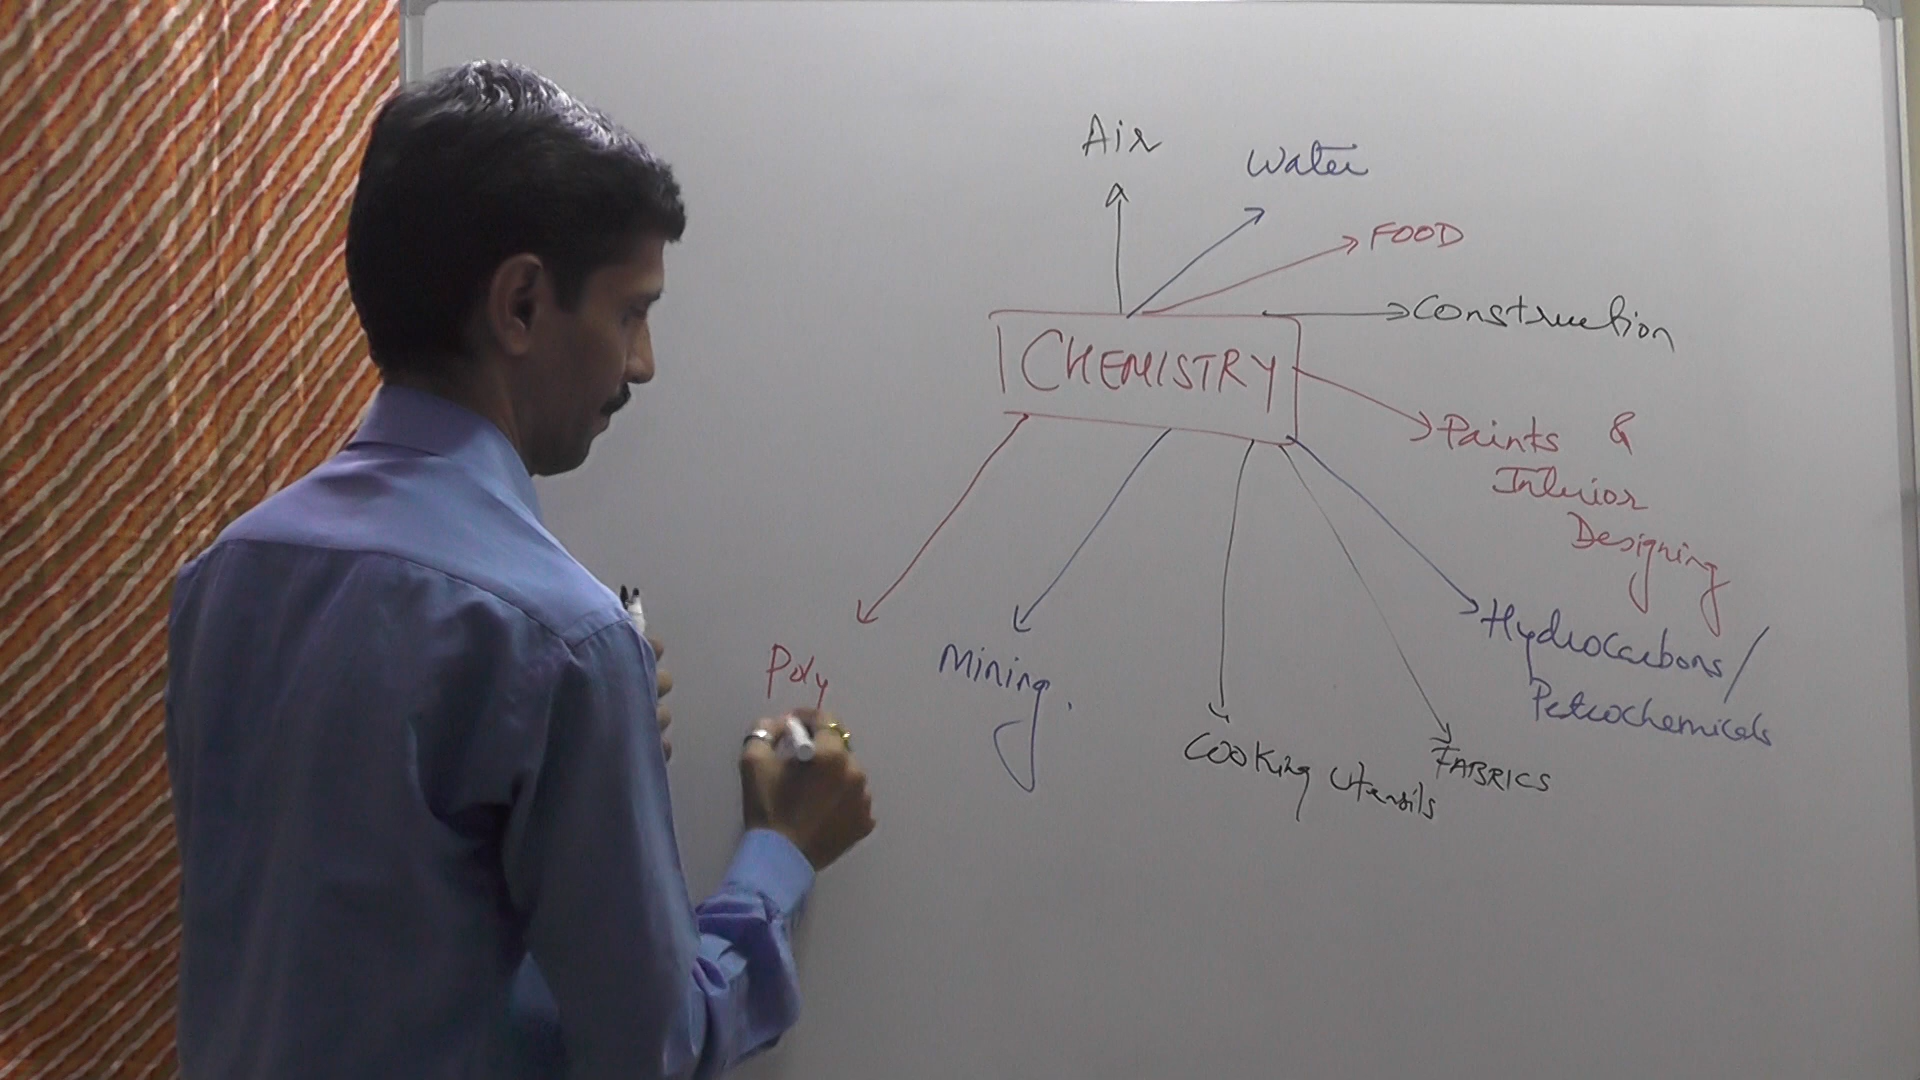 Air
Water
FOOD
Construction
CHEMISTRY
Paints &
Interior
Designing
Hydrocarbons/
Petrochemicals
FABRICS
Cooking Utensils
Mining.
Poly